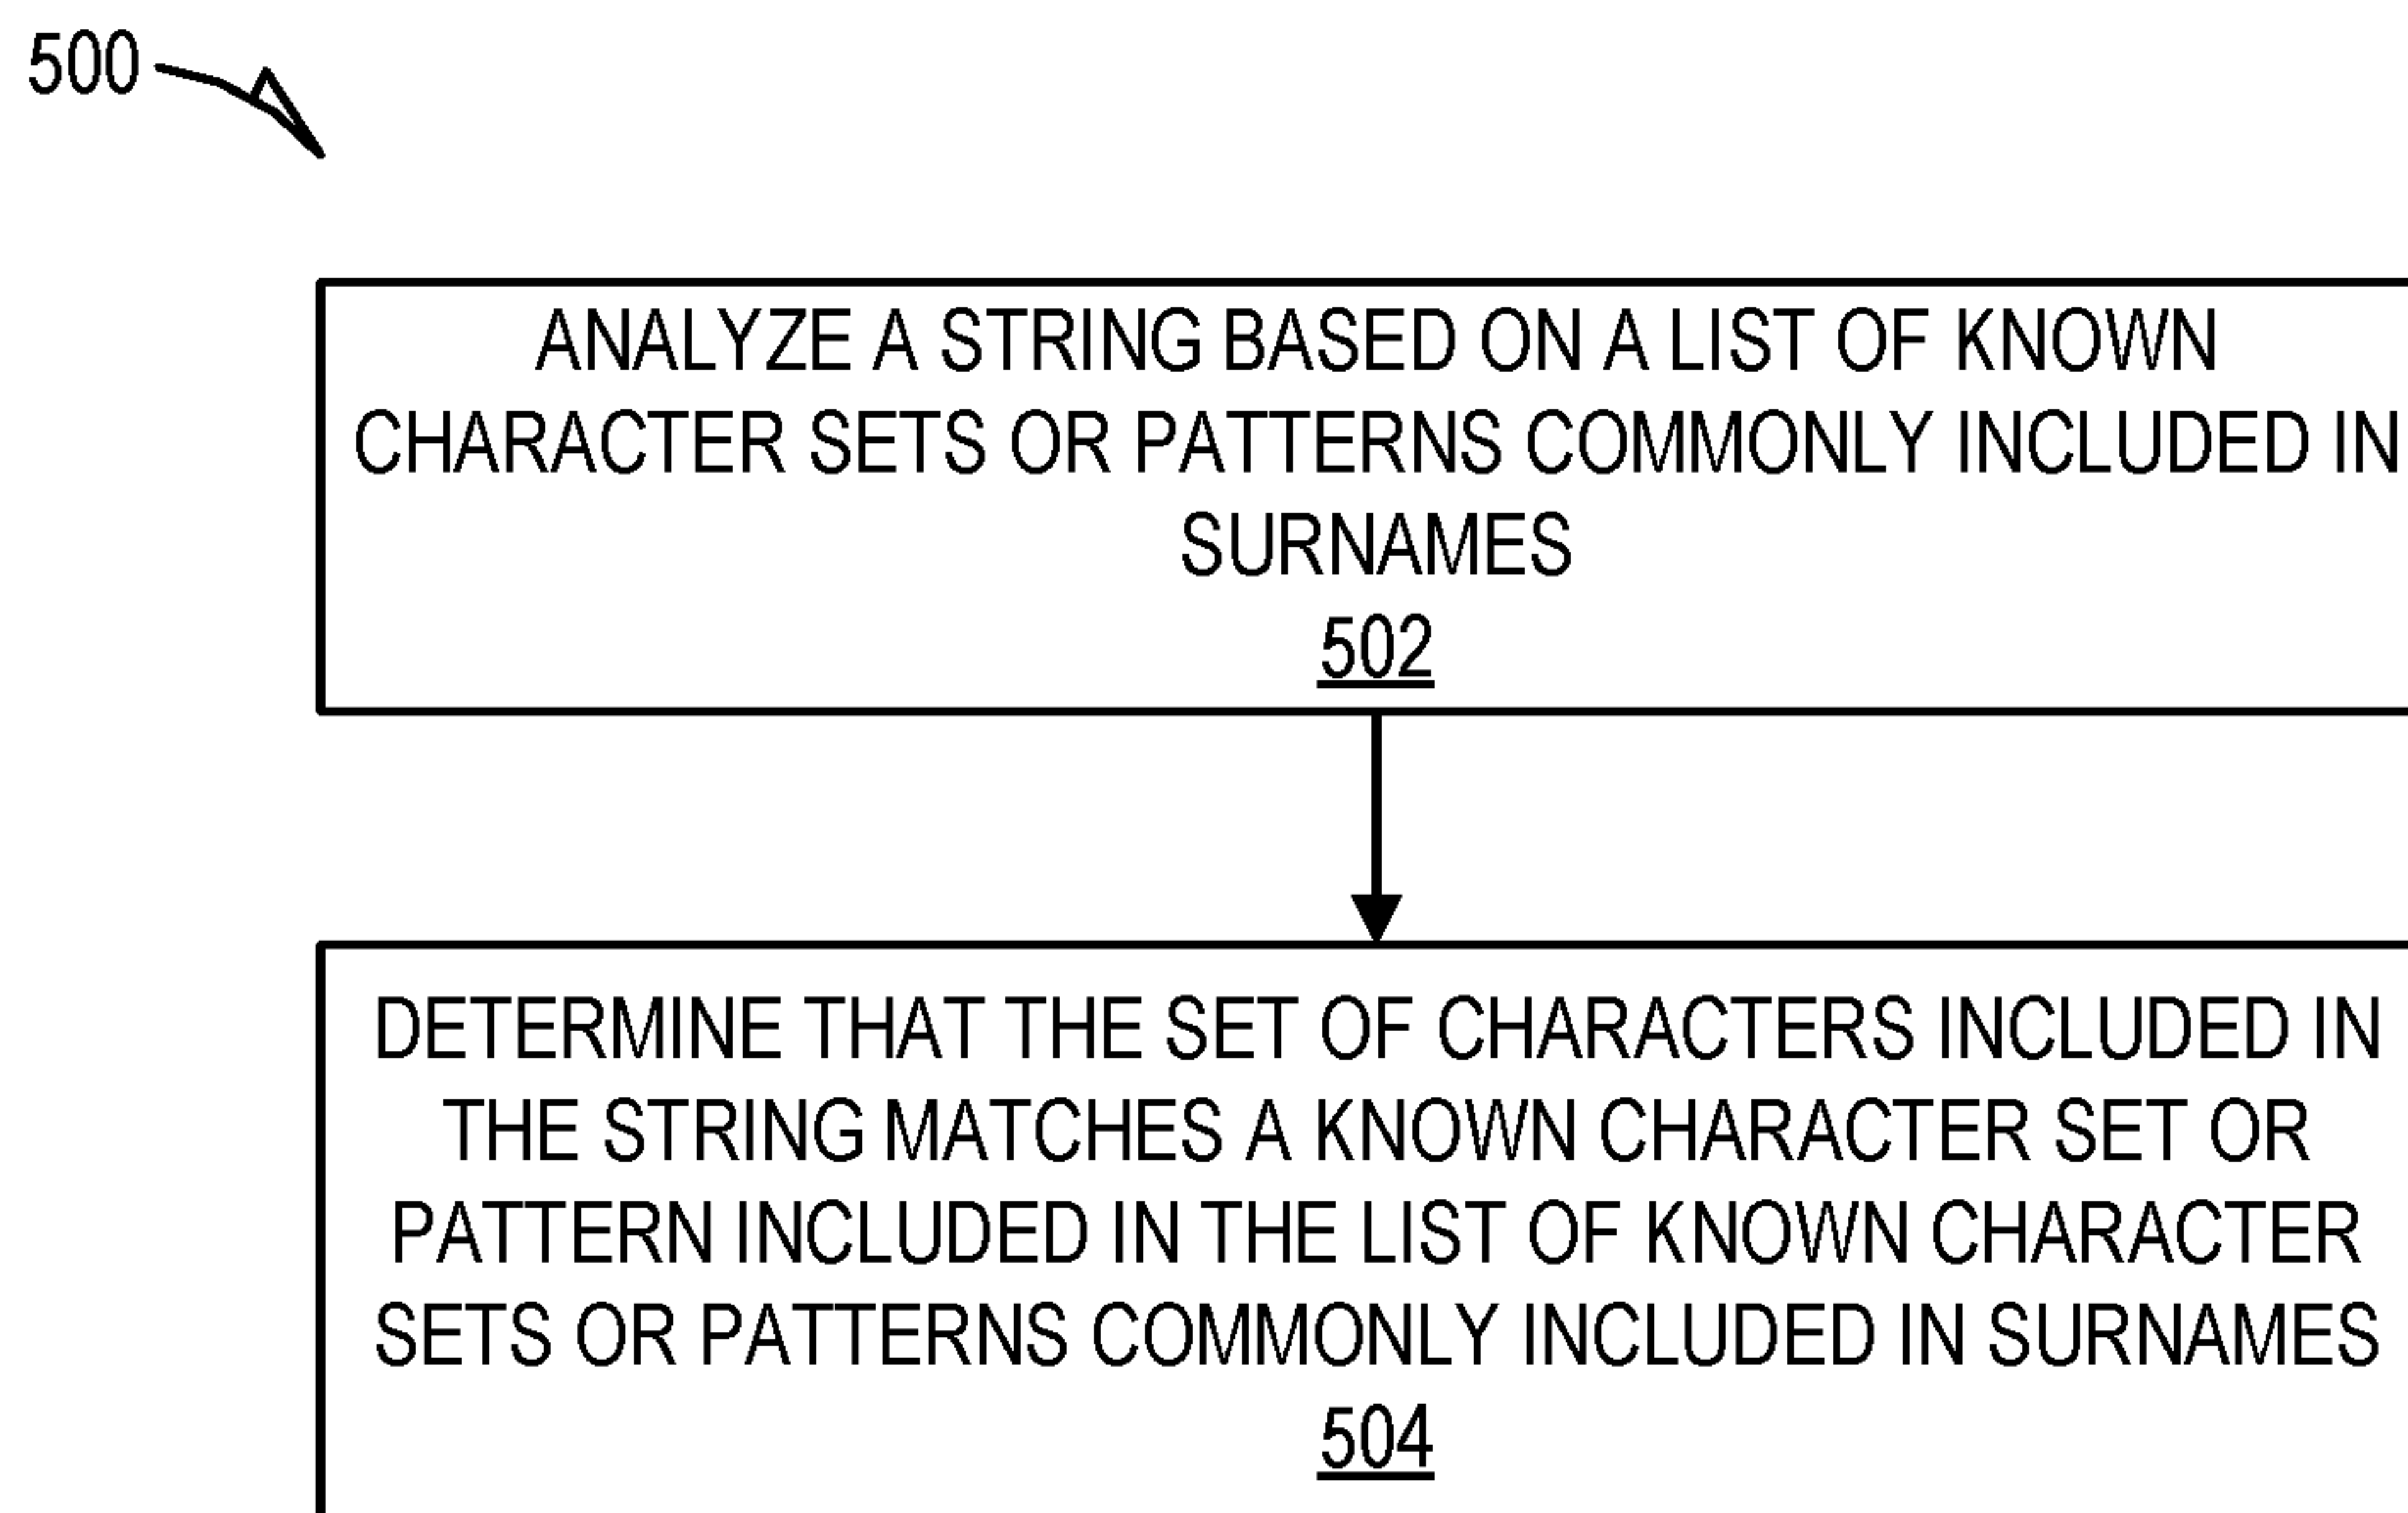 500
ANALYZE A STRING BASED ON A LIST OF KNOWN
CHARACTER SETS OR PATTERNS COMMONLY INCLUDED IN
SURNAMES
502
DETERMINE THAT THE SET OF CHARACTERS INCLUDED IN
THE STRING MATCHES A KNOWN CHARACTER SET OR
PATTERN INCLUDED IN THE LIST OF KNOWN CHARACTER
SETS OR PATTERNS COMMONLY INCLUDED IN SURNAMES
504